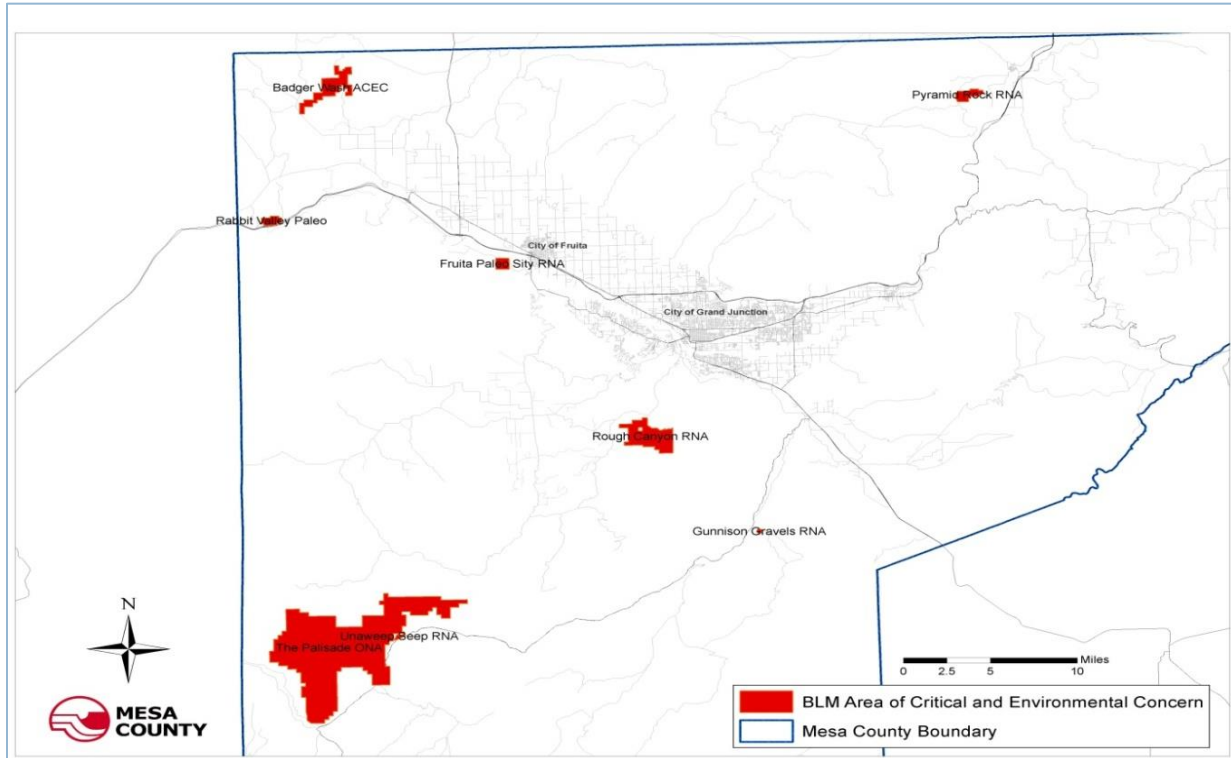 Badger Wash ACEC
Pyramid Rock RNA
Rabbit Valley Paleo
City of Fruita
Fruita Paleo Sity RNA
City of Grand Junction
Rough Canyon RNA
Gunnison Gravels RNA
Unaweep Seep RNA
The Palisade ONA
N
Miles
0 2.5 5 10
MESA
COUNTY
BLM Area of Critical and Environmental Concern
Mesa County Boundary